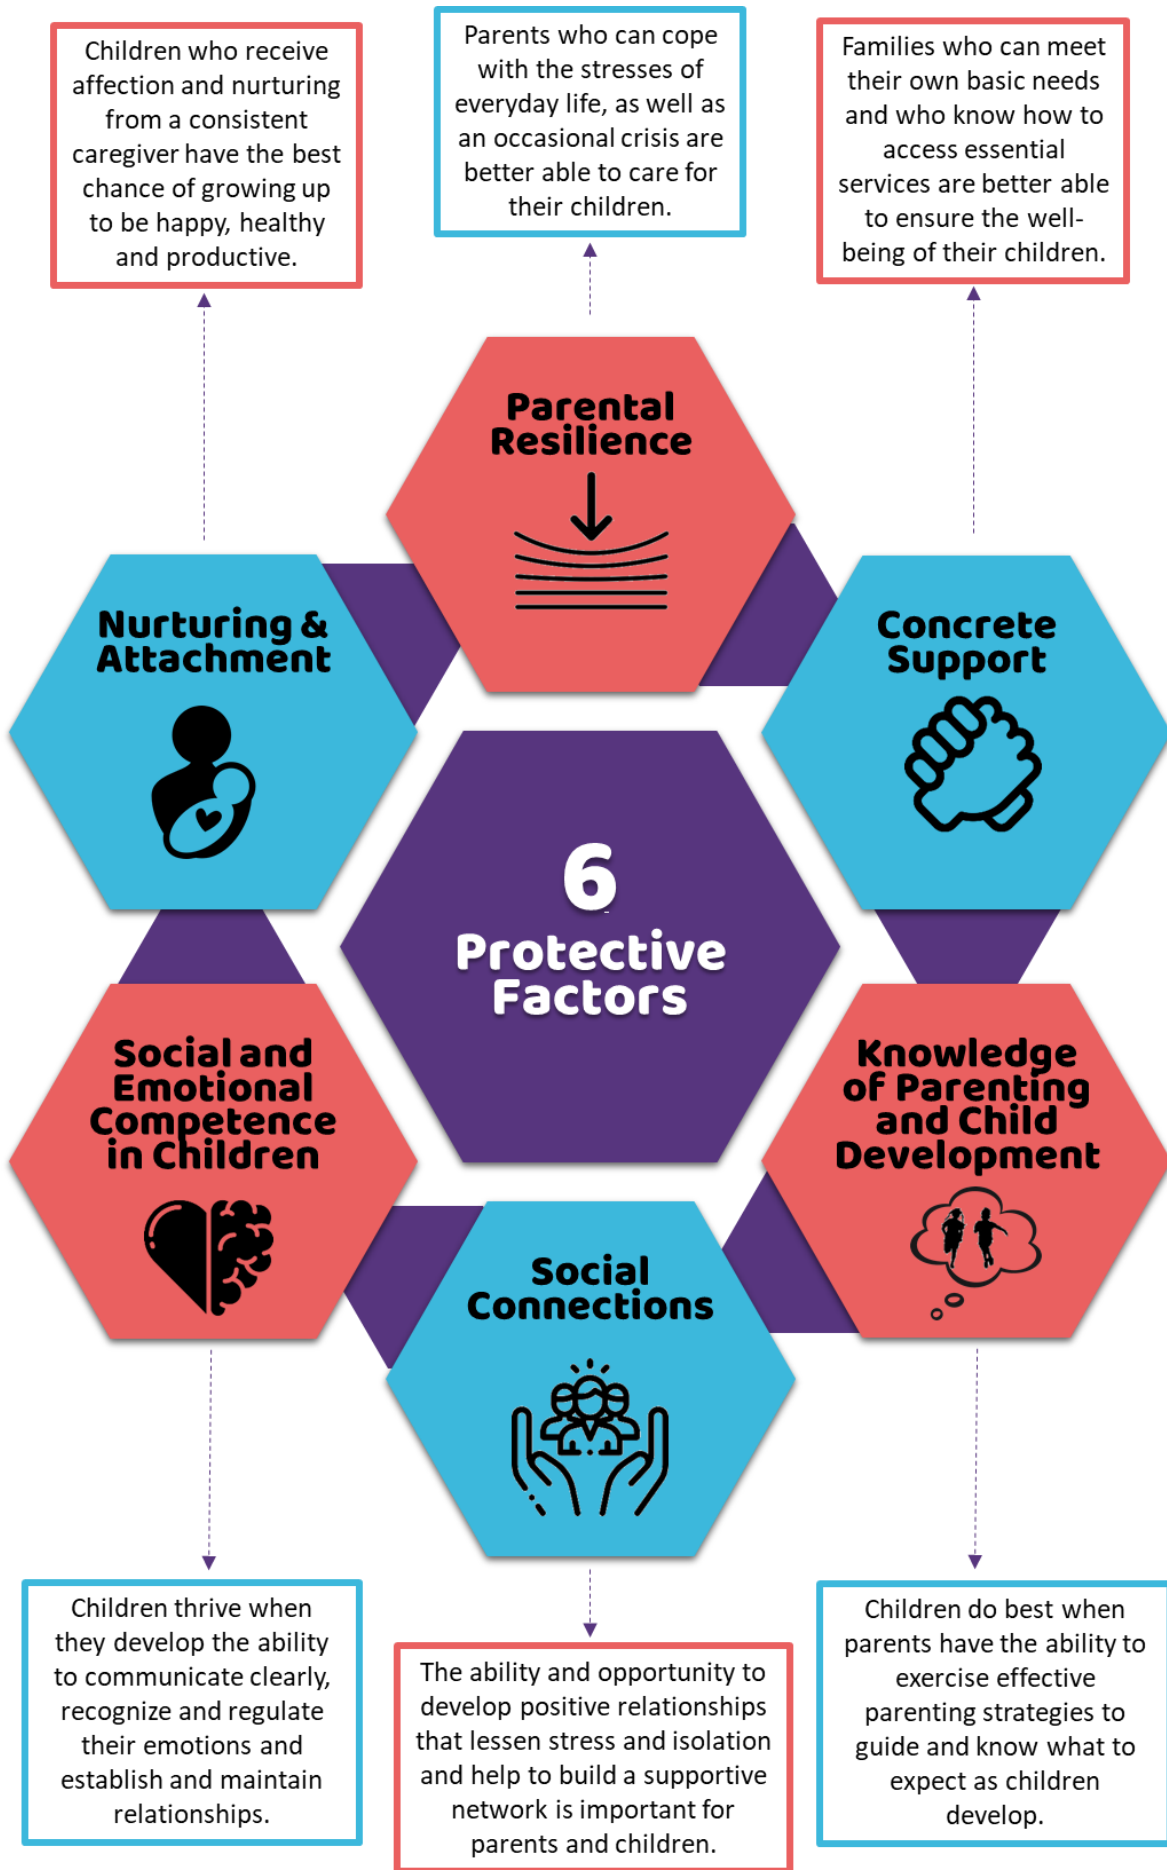 Children who receive
affection and nurturing
from a consistent
caregiver have the best
chance of growing up
to be happy, healthy
and productive.
Parents who can cope
with the stresses of
everyday life, as well as
an occasional crisis are
better able to care for
their children.
Families who can meet
their own basic needs
and who know how to
access essential
services are better able
to ensure the well-
being of their children.
Parental
Resilience
Nurturing &
Attachment
Concrete
Support
6
Protective
Factors
Social and
Emotional
Competence
in Children
Knowledge
of Parenting
and Child
Development
Social
Connections
Children thrive when
they develop the ability
to communicate clearly,
recognize and regulate
their emotions and
establish and maintain
relationships.
The ability and opportunity to
develop positive relationships
that lessen stress and isolation
and help to build a supportive
network is important for
parents and children.
Children do best when
parents have the ability to
exercise effective
parenting strategies to
guide and know what to
expect as children
develop.